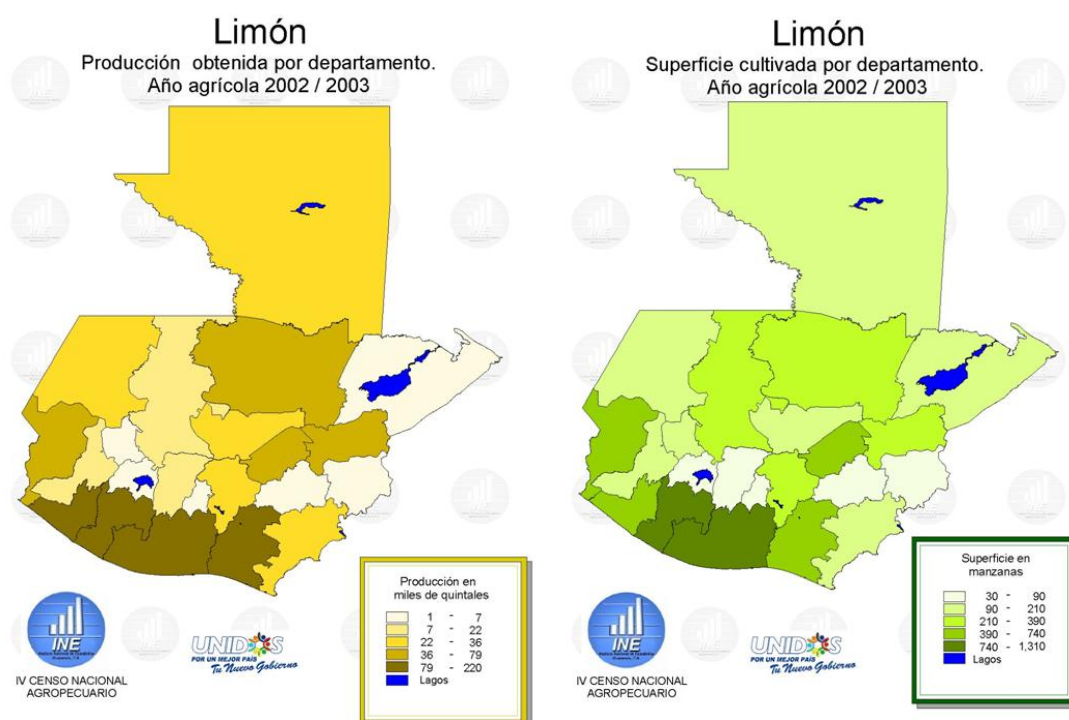 Limón
Producción obtenida por departamento.
Año agrícola 2002 / 2003
Producción en
miles de quintales
1 - 7
7 - 22
22 - 36
36 - 79
79 - 220
Lagos
INE
UNIDOS
POR UN MEJOR PAÍS
Tu Nuevo Gobierno
IV CENSO NACIONAL
AGROPECUARIO
Limón
Superficie cultivada por departamento.
Año agrícola 2002 / 2003
Superficie en
manzanas
30 - 90
90 - 210
210 - 390
390 - 740
740 - 1,310
Lagos
INE
UNIDOS
POR UN MEJOR PAÍS
Tu Nuevo Gobierno
IV CENSO NACIONAL
AGROPECUARIO